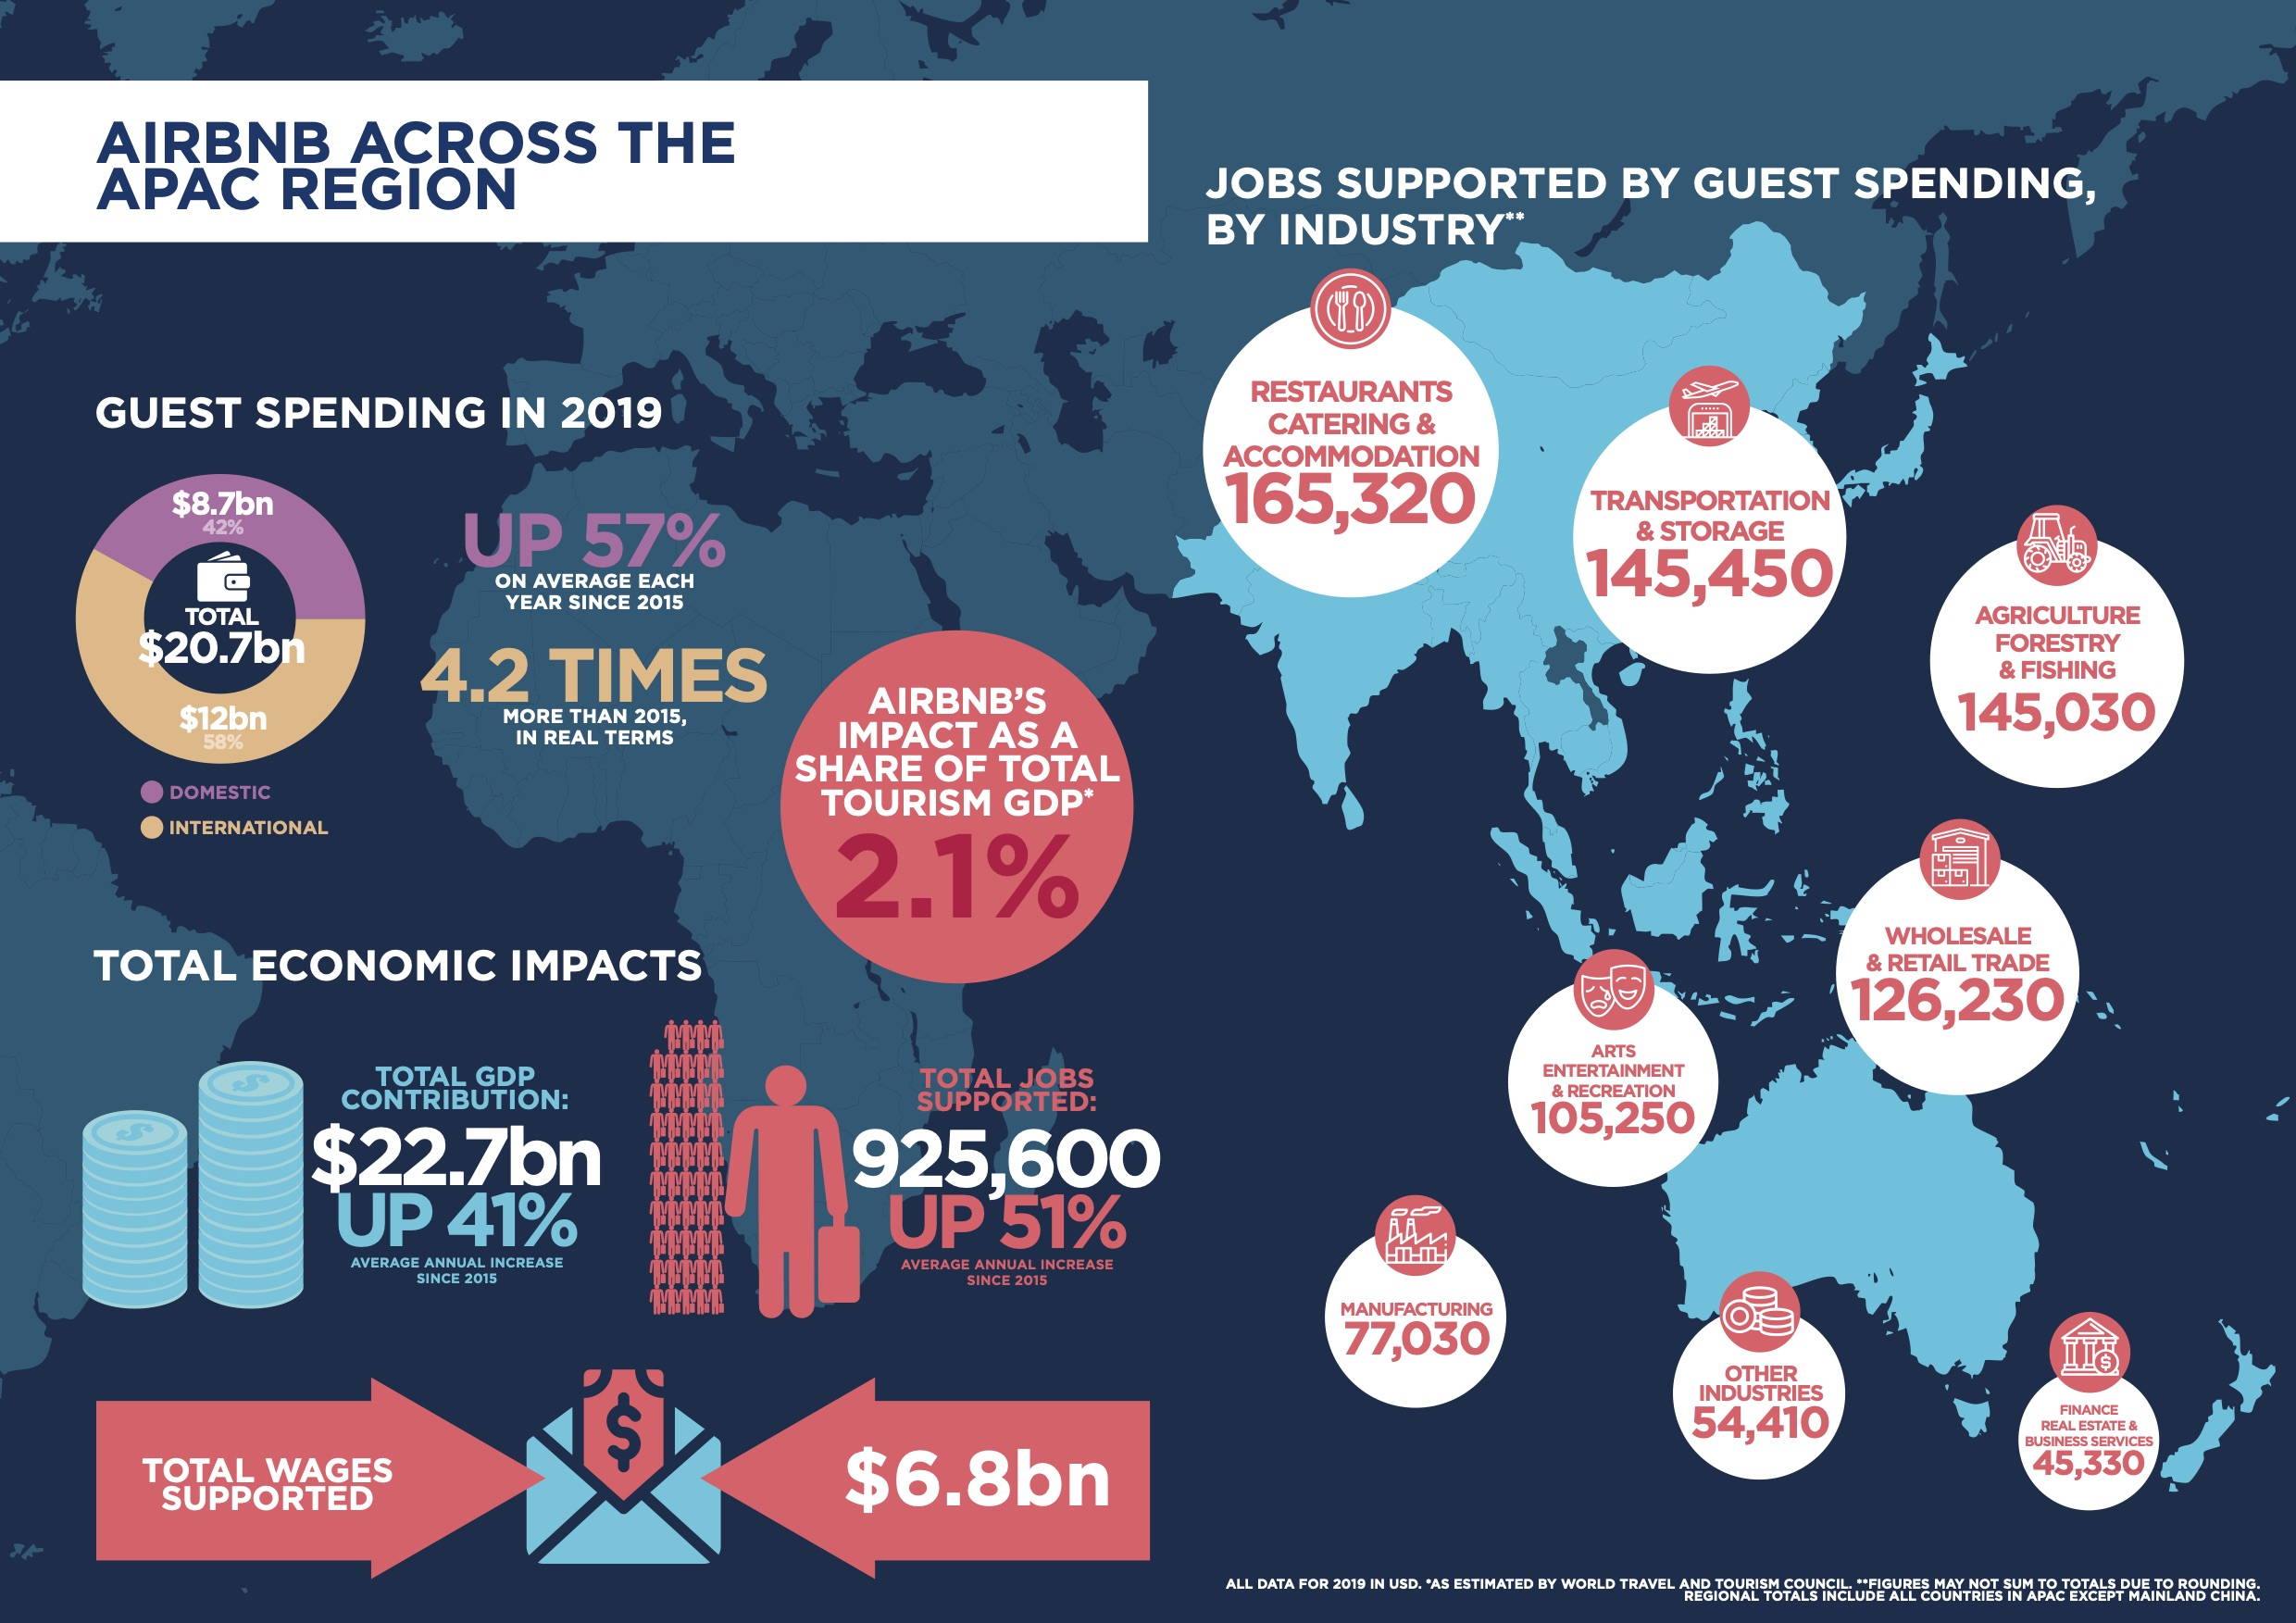 AIRBNB ACROSS THE
APAC REGION
GUEST SPENDING IN 2019
$8.7bn
42%
TOTAL
$20.7bn
$12bn
58%
DOMESTIC
INTERNATIONAL
UP 57%
ON AVERAGE EACH
YEAR SINCE 2015
4.2 TIMES
MORE THAN 2015,
IN REAL TERMS
AIRBNB'S
IMPACT AS A
SHARE OF TOTAL
TOURISM GDP*
2.1%
TOTAL ECONOMIC IMPACTS
TOTAL GDP
CONTRIBUTION:
$22.7bn
UP 41%
AVERAGE ANNUAL INCREASE
SINCE 2015
TOTAL JOBS
SUPPORTED:
925,600
UP 51%
AVERAGE ANNUAL INCREASE
SINCE 2015
TOTAL WAGES
SUPPORTED
$
$6.8bn
JOBS SUPPORTED BY GUEST SPENDING,
BY INDUSTRY**
RESTAURANTS
CATERING &
ACCOMMODATION
165,320
TRANSPORTATION
& STORAGE
145,450
AGRICULTURE
FORESTRY
& FISHING
145,030
WHOLESALE
& RETAIL TRADE
126,230
ARTS
ENTERTAINMENT
& RECREATION
105,250
MANUFACTURING
77,030
OTHER
INDUSTRIES
54,410
FINANCE
REAL ESTATE &
BUSINESS SERVICES
45,330
ALL DATA FOR 2019 IN USD. *AS ESTIMATED BY WORLD TRAVEL AND TOURISM COUNCIL. **FIGURES MAY NOT SUM TO TOTALS DUE TO ROUNDING.
REGIONAL TOTALS INCLUDE ALL COUNTRIES IN APAC EXCEPT MAINLAND CHINA.